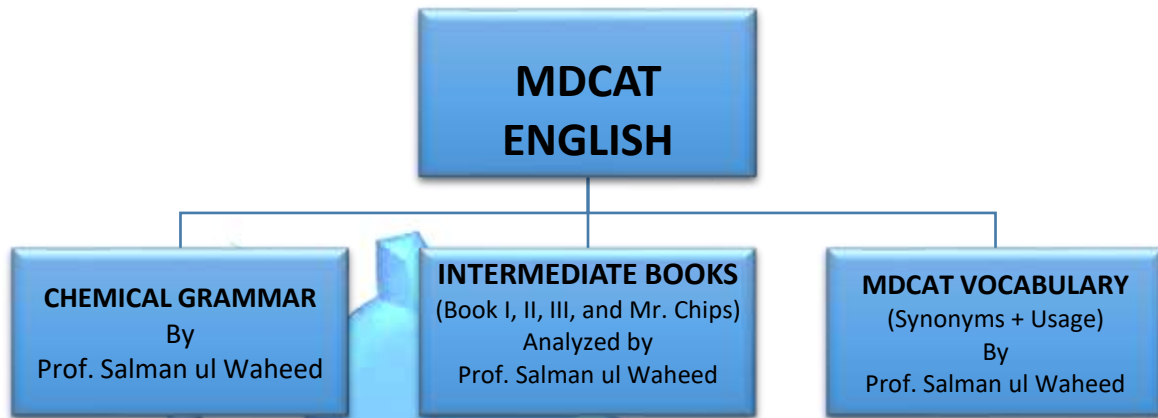 MDCAT
ENGLISH
CHEMICAL GRAMMAR
By
Prof. Salman ul Waheed
INTERMEDIATE BOOKS
(Book I, II, III, and Mr. Chips)
Analyzed by
Prof. Salman ul Waheed
MDCAT VOCABULARY
(Synonyms + Usage)
By
Prof. Salman ul Waheed